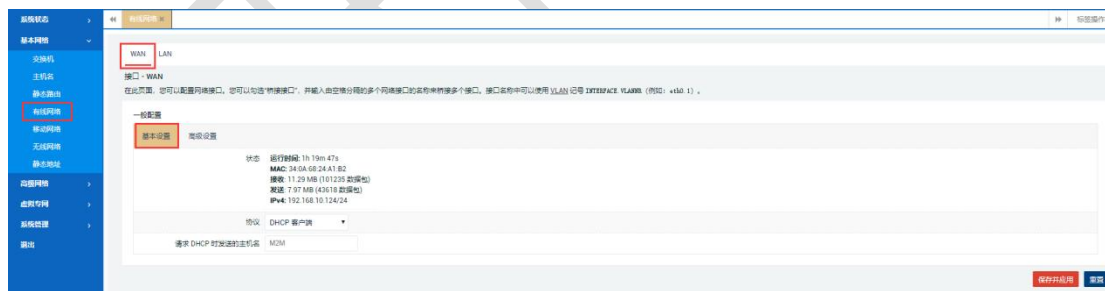 系统状态
基本网络
交换机
主机名
静态路由
有线网络
移动网络
无线网络
静态地址
高级网络
虚拟专网
系统管理
退出
有线网络
标签操作
WAN LAN
接口 - WAN
在此页面，您可以配置网络接口。您可以勾选“桥接接口”，并输入由空格分隔的多个网络接口的名称来桥接多个接口。接口名称中可以使用 VLAN 记号 INTERFACE.VLANNR（例如：eth0.1）。
一般配置
基本设置 高级设置
状态 运行时间: 1h 19m 47s
MAC: 34:0A:68:24:A1:B2
接收: 11.29 MB (101235 数据包)
发送: 7.97 MB (43618 数据包)
IPv4: 192.168.10.124/24
协议 DHCP 客户端
请求 DHCP 时发送的主机名 M2M
保存并应用 重置